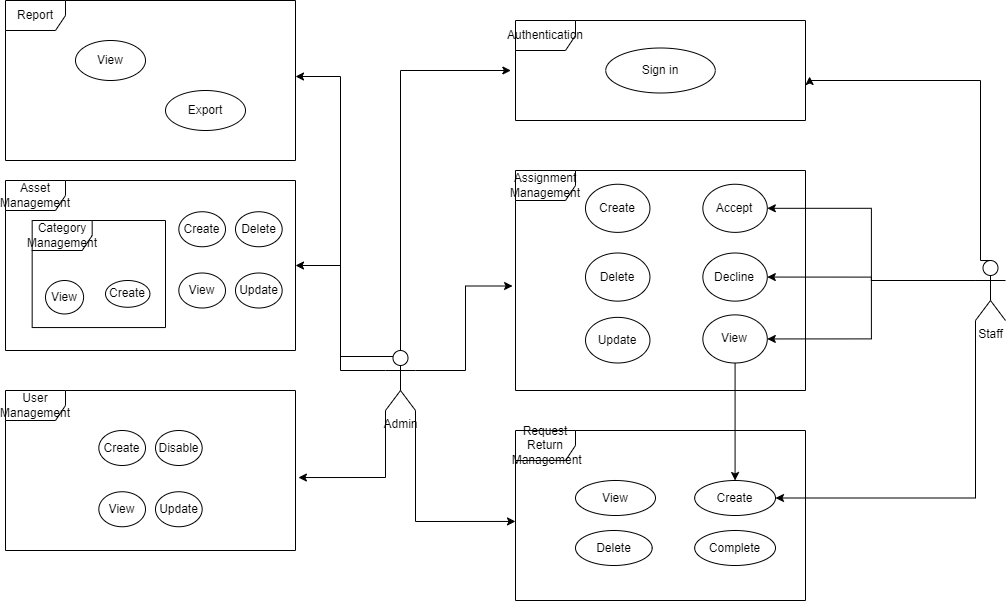 Report
View
Export
Asset
Management
Category
Management
View
Create
Create
Delete
View
Update
User
Management
Create
Disable
View
Update
Admin
Authentication
Sign in
Assignment
Management
Create
Accept
Delete
Decline
Update
View
Request
Return
Management
View
Create
Delete
Complete
Staff